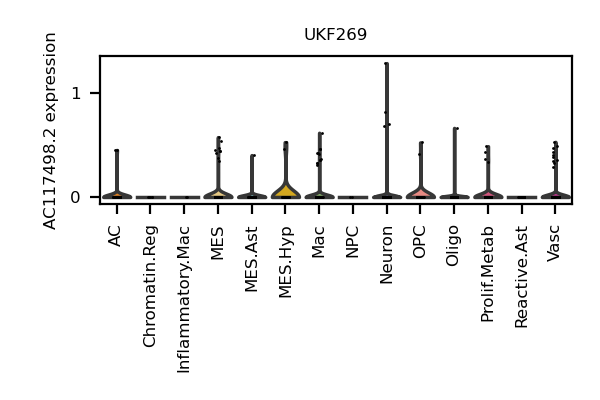 UKF269
AC117498.2 expression
1
0
AC
Chromatin.Reg
Inflammatory.Mac
MES
MES.Ast
MES.Hyp
Mac
NPC
Neuron
OPC
Oligo
Prolif.Metab
Reactive.Ast
Vasc